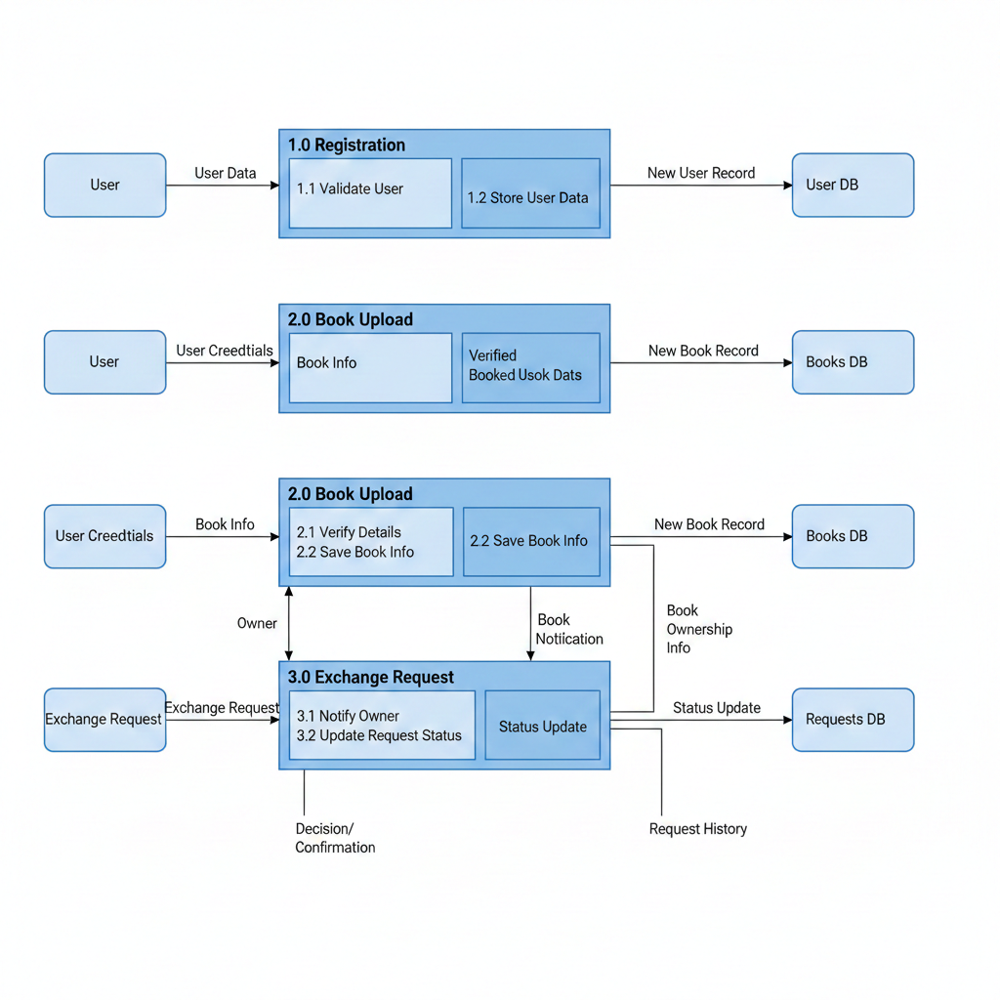 1.0 Registration
User
User Data
1.1 Validate User
1.2 Store User Data
New User Record
User DB
2.0 Book Upload
User
User Creedtials
Book Info
Verified
Booked Usok Dats
New Book Record
Books DB
2.0 Book Upload
User Creedtials
Book Info
2.1 Verify Details
2.2 Save Book Info
2.2 Save Book Info
New Book Record
Books DB
Owner
Book
Notlication
Book
Ownership
Info
3.0 Exchange Request
Exchange Request
Exchange Request
3.1 Notify Owner
3.2 Update Request Status
Status Update
Status Update
Requests DB
Decision/
Confirmation
Request History